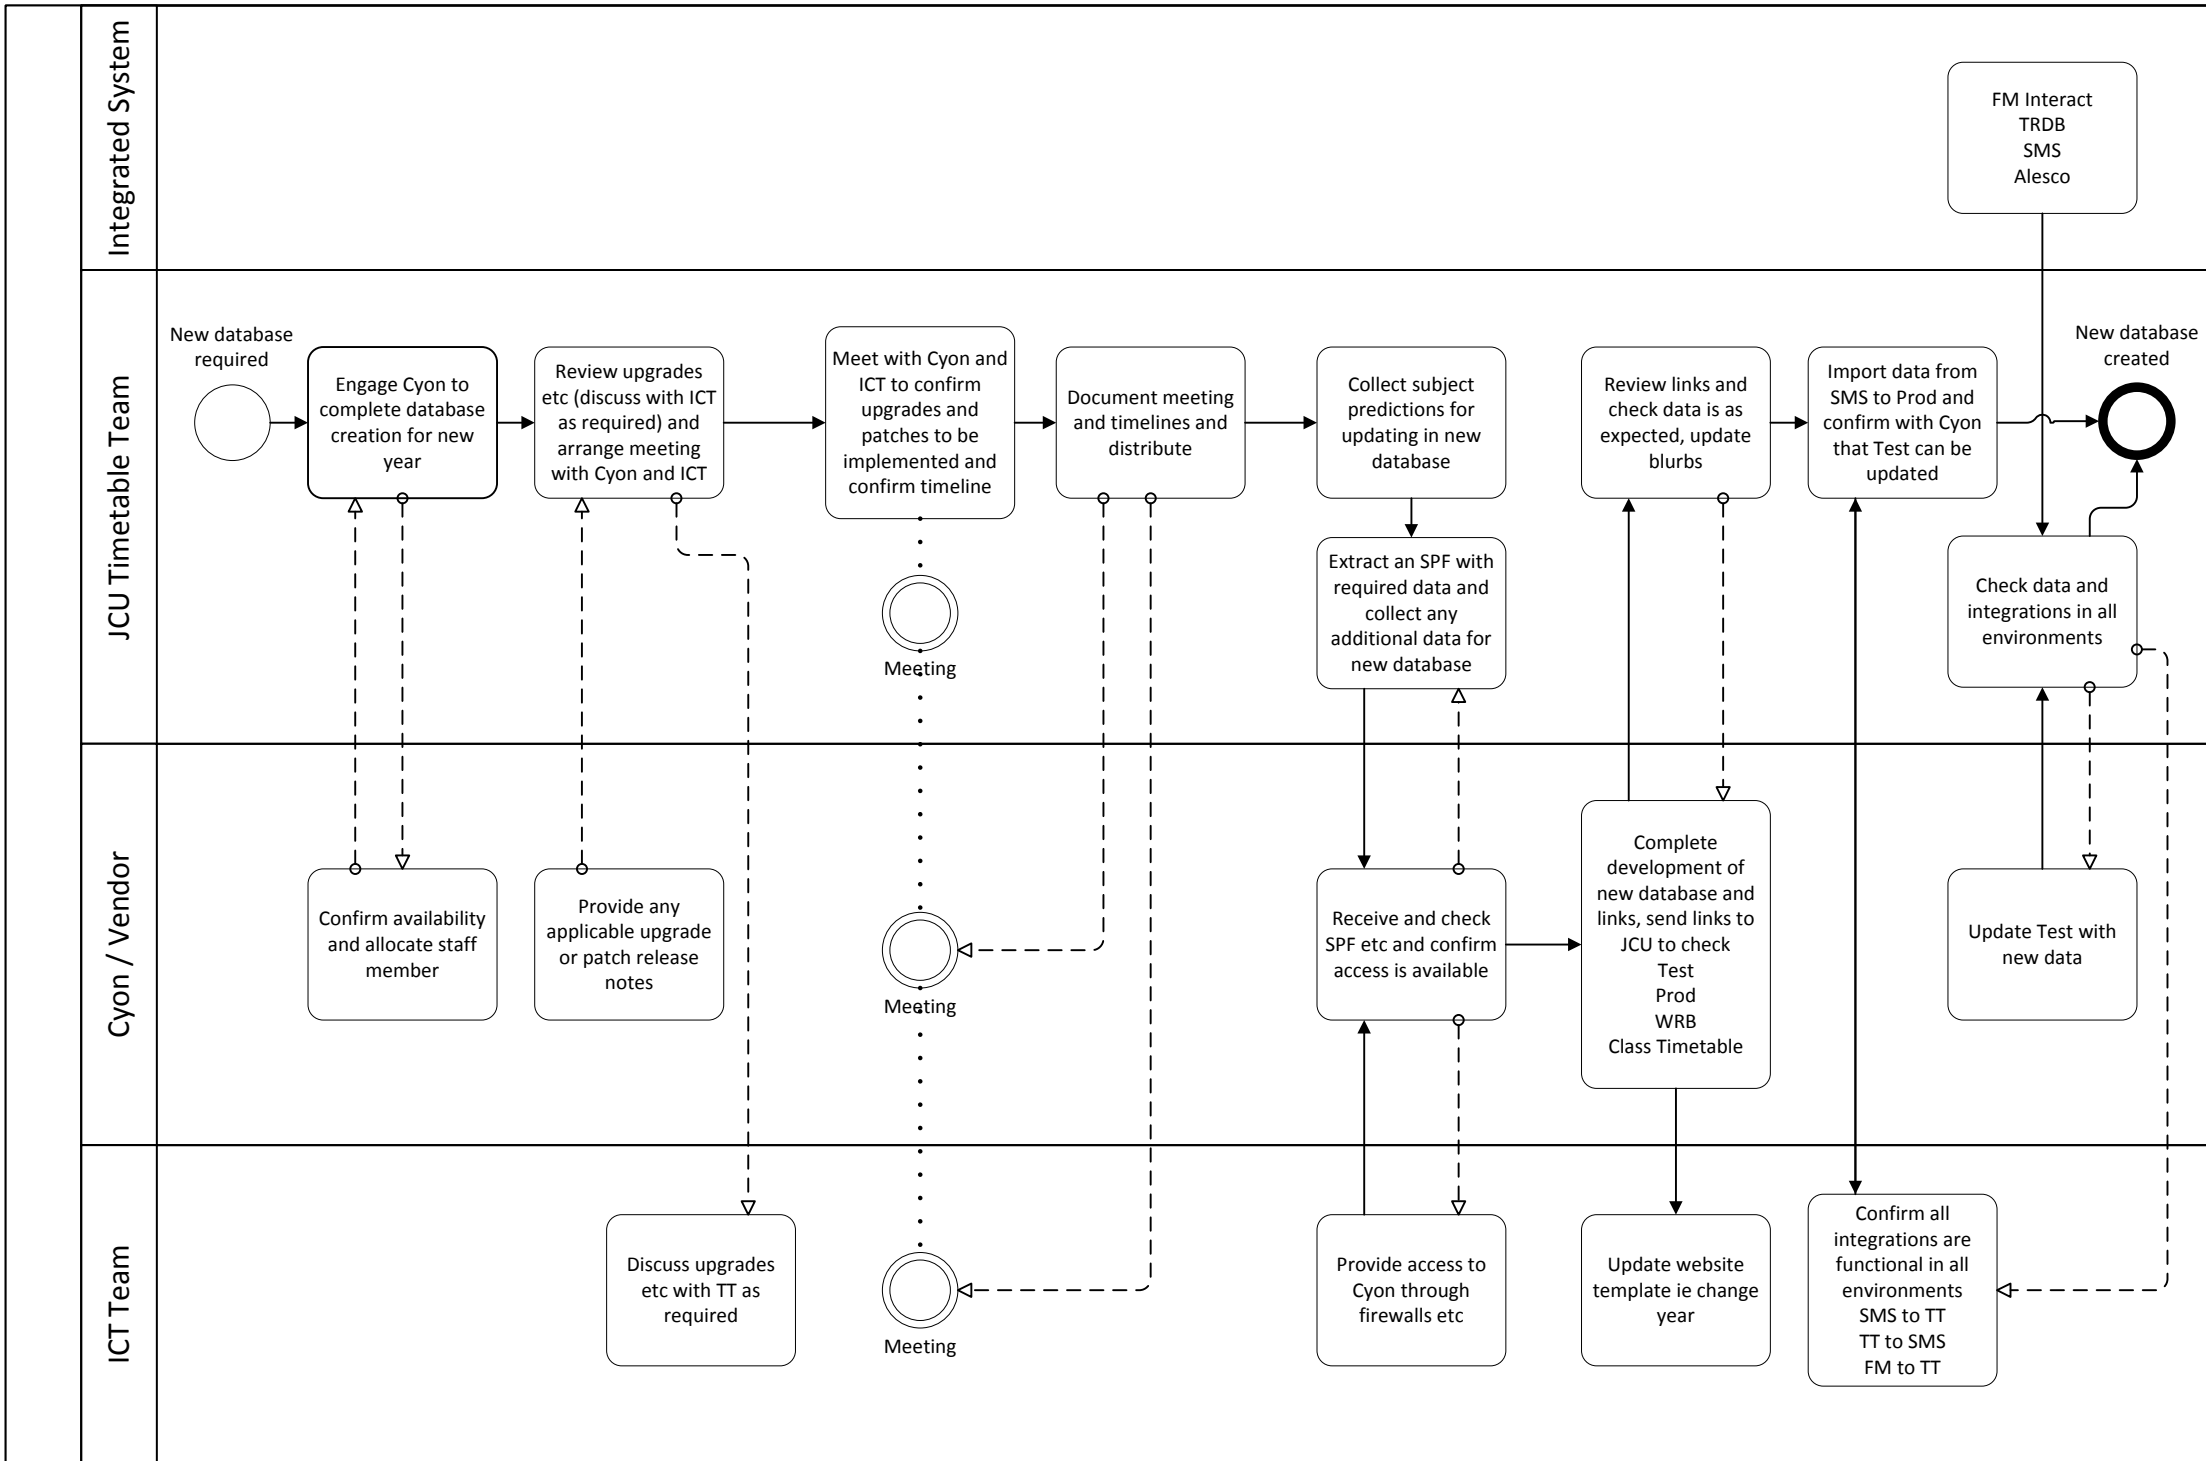 Integrated System
FM Interact
TRDB
SMS
Alesco
JCU Timetable Team
New database
required
Engage Cyon to
complete database
creation for new
year
Review upgrades
etc (discuss with ICT
as required) and
arrange meeting
with Cyon and ICT
Meet with Cyon and
ICT to confirm
upgrades and
patches to be
implemented and
confirm timeline
Document meeting
and timelines and
distribute
Collect subject
predictions for
updating in new
database
Review links and
check data is as
expected, update
blurbs
Import data from
SMS to Prod and
confirm with Cyon
that Test can be
updated
New database
created
Extract an SPF with
required data and
collect any
additional data for
new database
Check data and
integrations in all
environments
Meeting
Cyon / Vendor
Confirm availability
and allocate staff
member
Provide any
applicable upgrade
or patch release
notes
Meeting
Receive and check
SPF etc and confirm
access is available
Complete
development of
new database and
links, send links to
JCU to check
Test
Prod
WRB
Class Timetable
Update Test with
new data
ICT Team
Discuss upgrades
etc with TT as
required
Meeting
Provide access to
Cyon through
firewalls etc
Update website
template ie change
year
Confirm all
integrations are
functional in all
environments
SMS to TT
TT to SMS
FM to TT